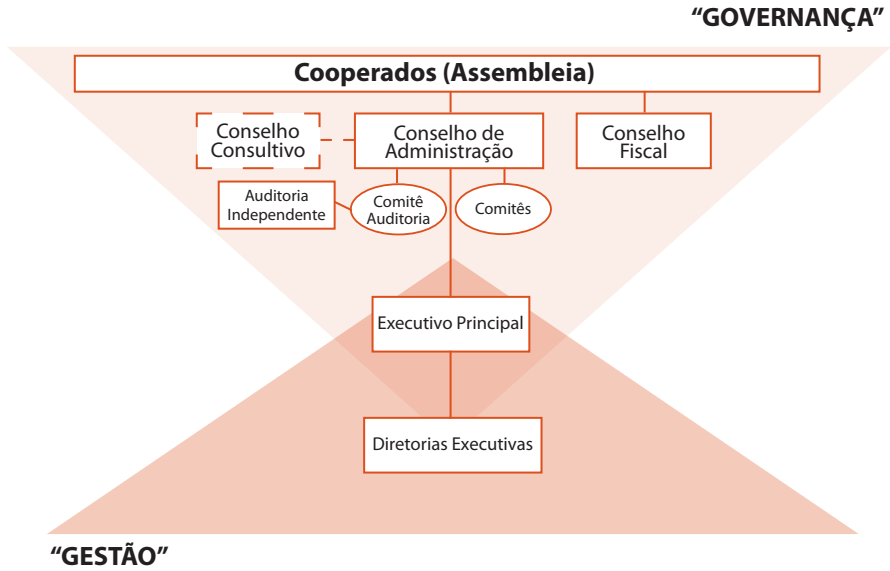 “GOVERNANÇA”
Cooperados (Assembleia)
Conselho
Consultivo
Conselho de
Administração
Conselho
Fiscal
Auditoria
Independente
Comitê
Auditoria
Comitês
Executivo Principal
Diretorias Executivas
“GESTÃO”